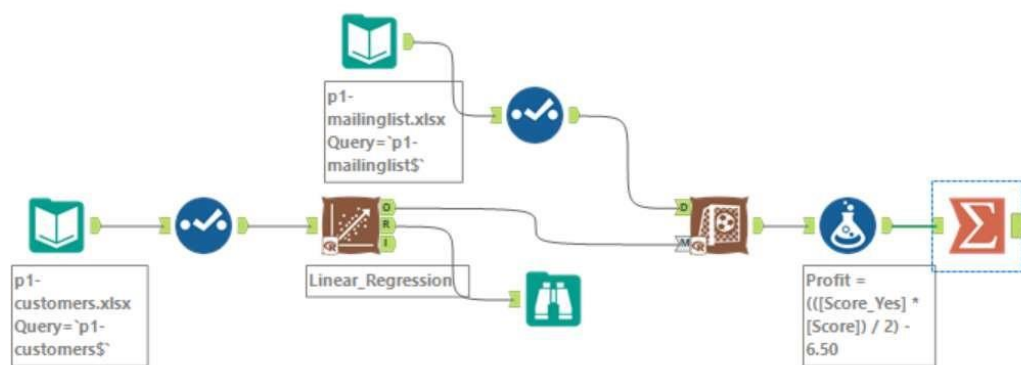 p1-
mailinglist.xlsx
Query=`p1-
mailinglist$`
p1-
customers.xlsx
Query=`p1-
customers$`
O
R
I
R
Linear_Regression
D
M
R
Profit =
(([Score_Yes] *
[Score]) / 2) -
6.50